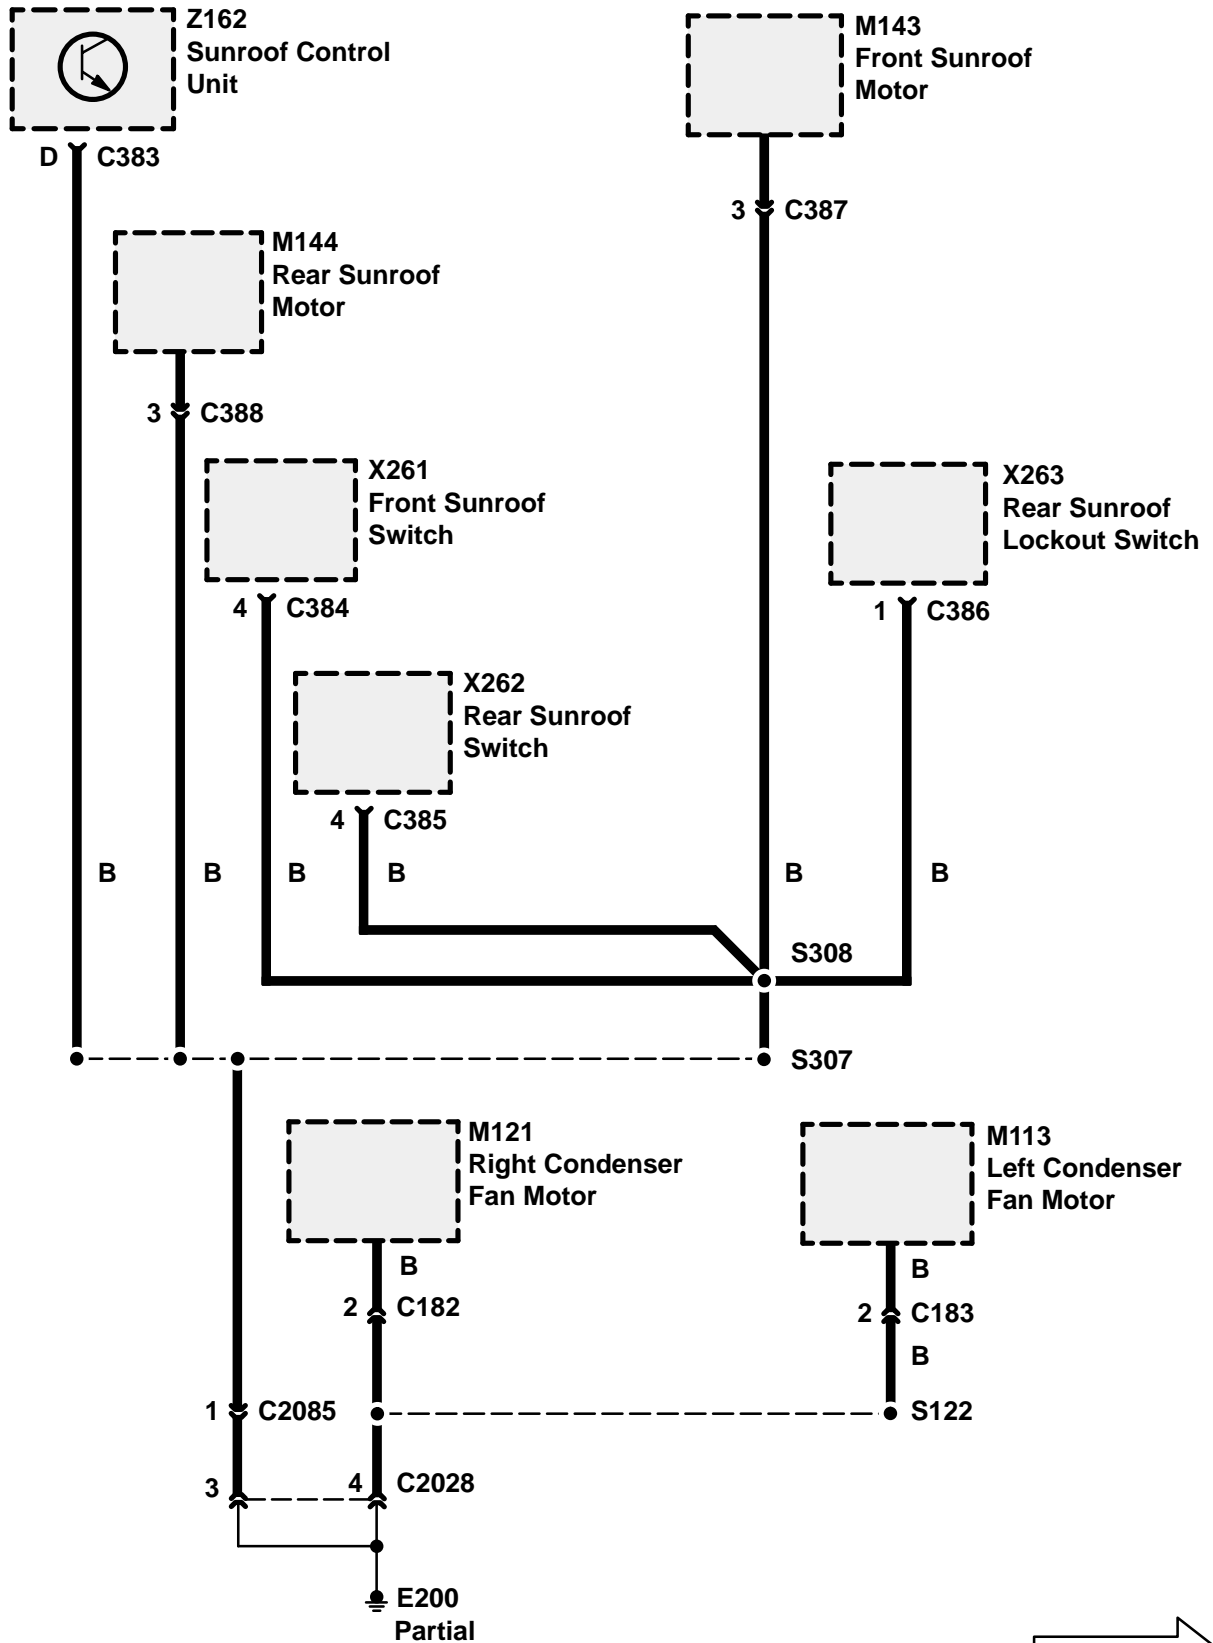 Z162
Sunroof Control
Unit
M143
Front Sunroof
Motor
D C383
3 C387
M144
Rear Sunroof
Motor
3 C388
X261
Front Sunroof
Switch
X263
Rear Sunroof
Lockout Switch
4 C384
1 C386
X262
Rear Sunroof
Switch
4 C385
B B B B B B
S308
S307
M121
Right Condenser
Fan Motor
M113
Left Condenser
Fan Motor
B
B
2 C182
2 C183
B
1 C2085
S122
3
4 C2028
E200
Partial